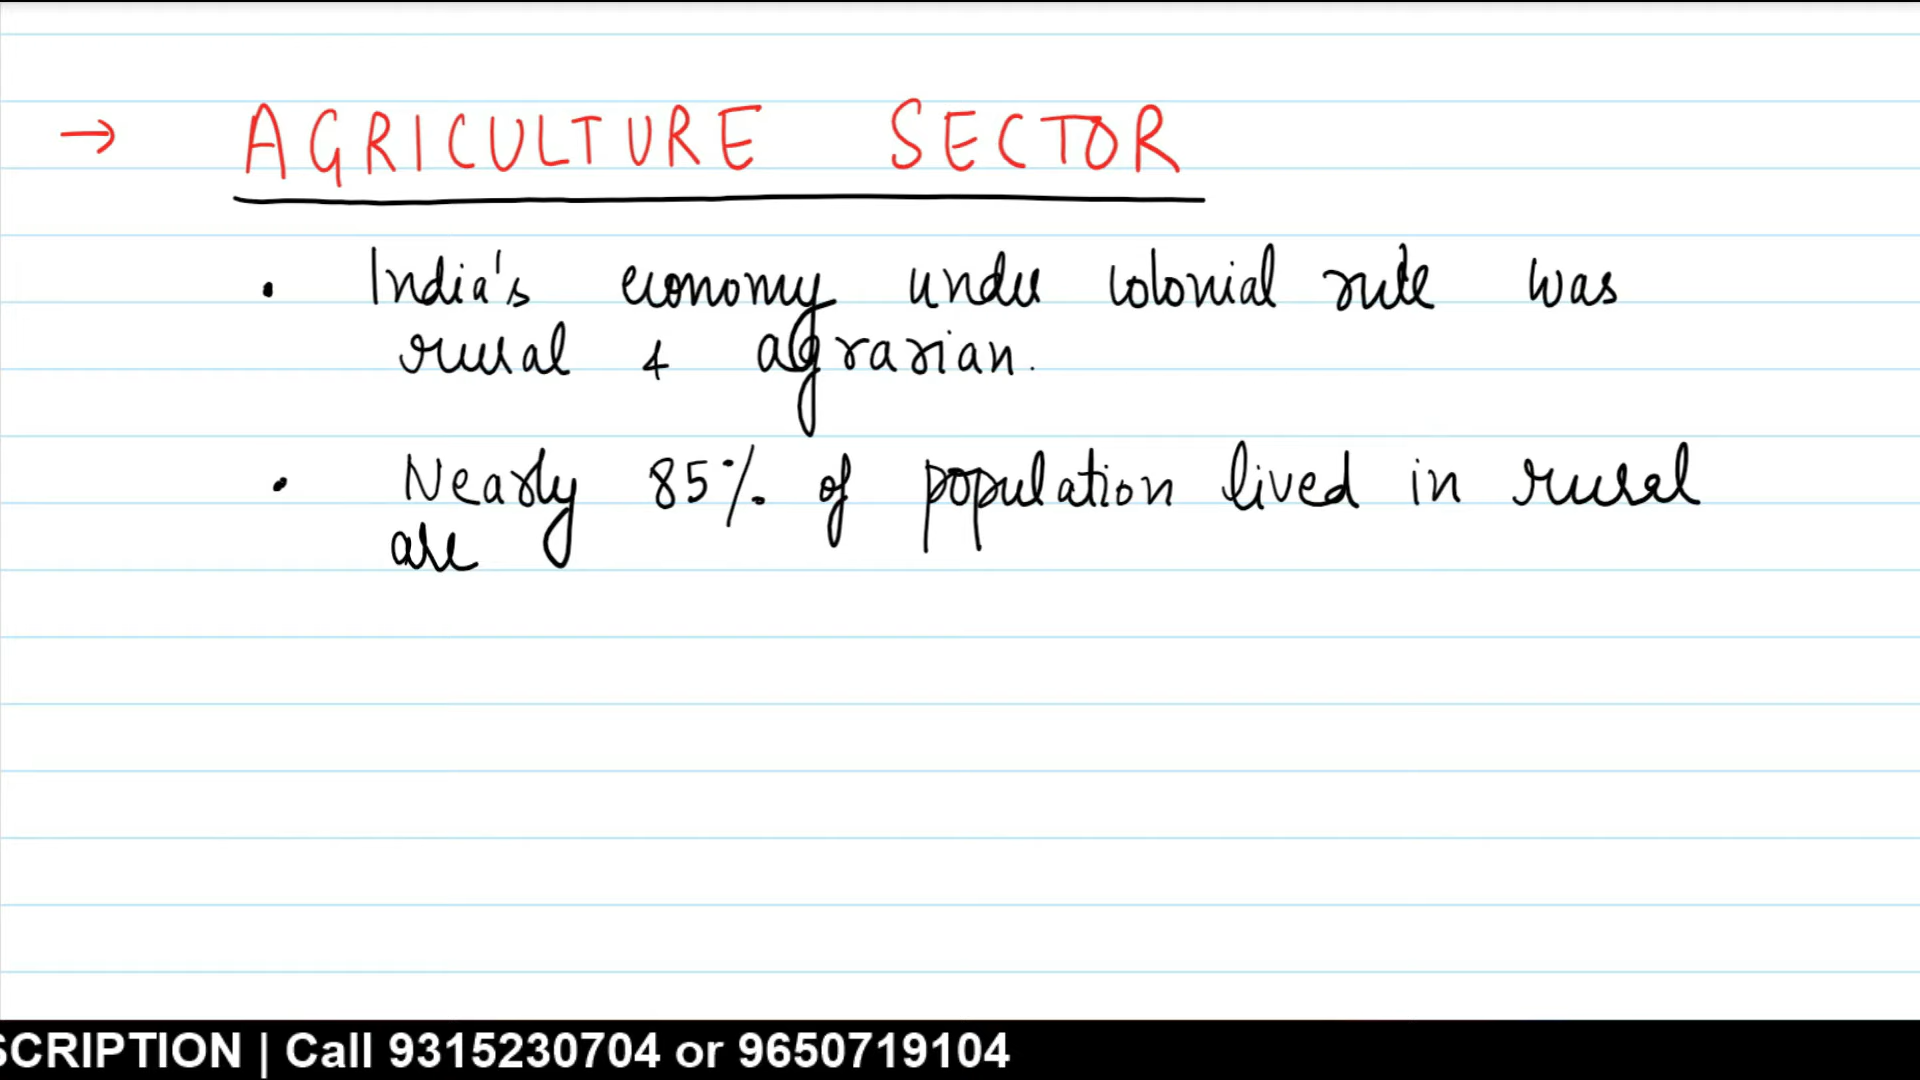 → AGRICULTURE SECTOR
• India's economy under colonial rule was
rural & agrarian.
• Nearly 85% of population lived in rural
are
SCRIPTION | Call 9315230704 or 9650719104